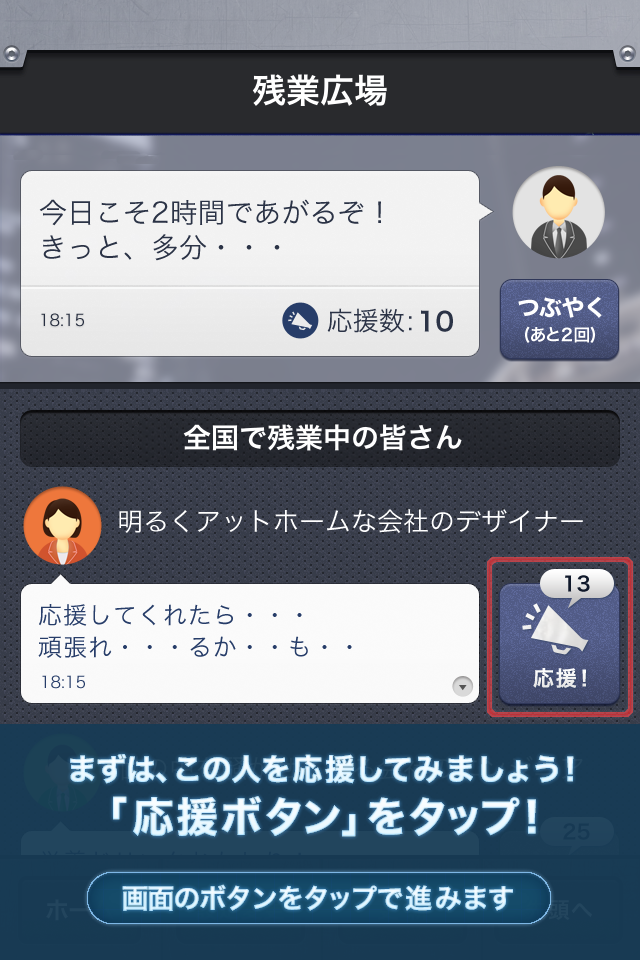 残業広場
今日こそ2時間であがるぞ！
きっと、多分・・・
18:15
応援数:10
つぶやく
(あと2回)
全国で残業中の皆さん
明るくアットホームな会社のデザイナー
応援してくれたら・・・
頑張れ・・・るか・・も・・
18:15
13
応援！
まずは、この人を応援してみましょう！
「応援ボタン」をタップ！
25
画面のボタンをタップで進みます